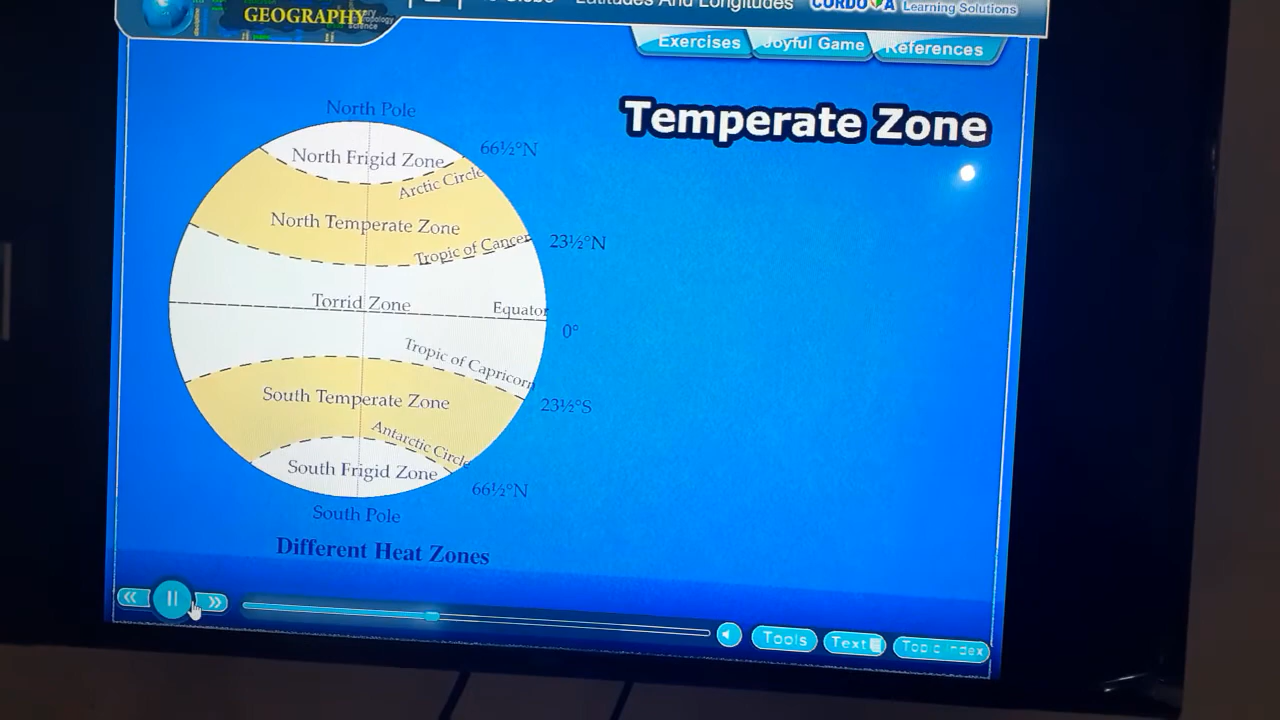 GEOGRAPHY
Globe - Latitudes And Longitudes
CORDOVA Learning Solutions
Exercises
Joyful Game
References
Temperate Zone
North Pole
North Frigid Zone
66½°N
Arctic Circle
North Temperate Zone
Tropic of Cancer
23½°N
Torrid Zone
Equator
0°
Tropic of Capricorn
South Temperate Zone
23½°S
Antarctic Circle
South Frigid Zone
66½°N
South Pole
Different Heat Zones
Tools
Text
Topic Index